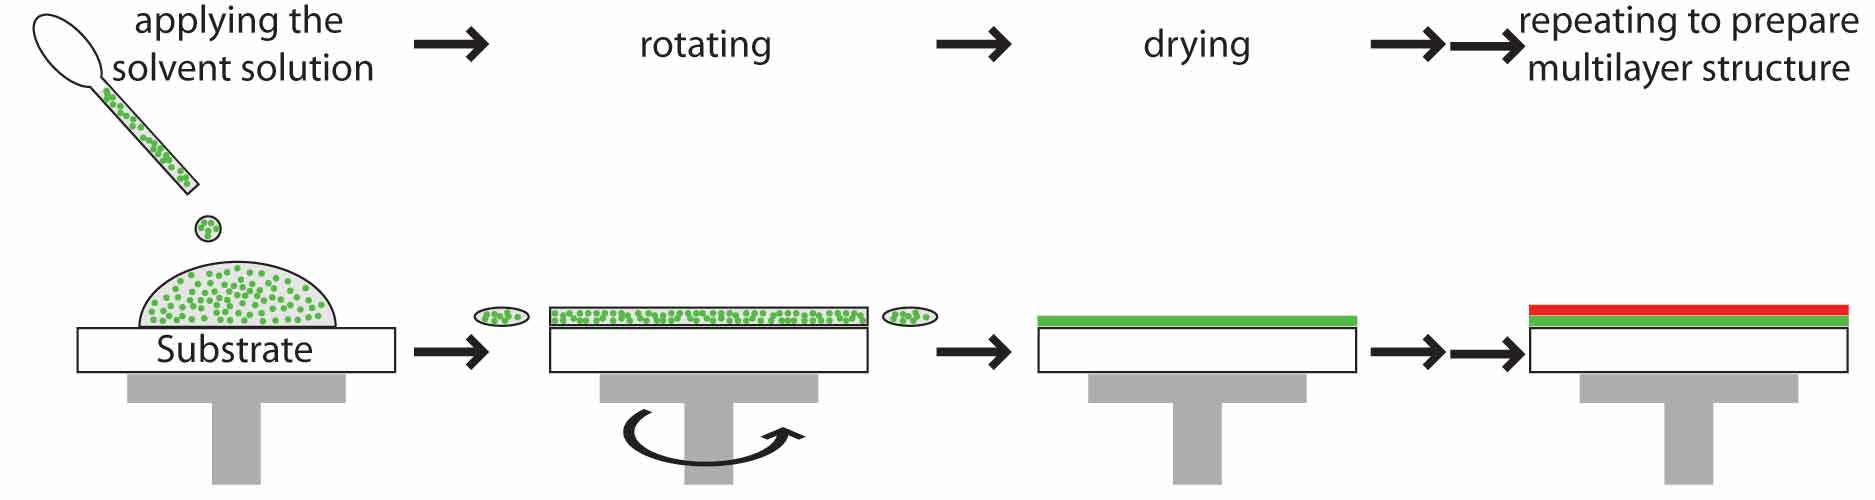 applying the
solvent solution
rotating
drying
repeating to prepare
multilayer structure
Substrate